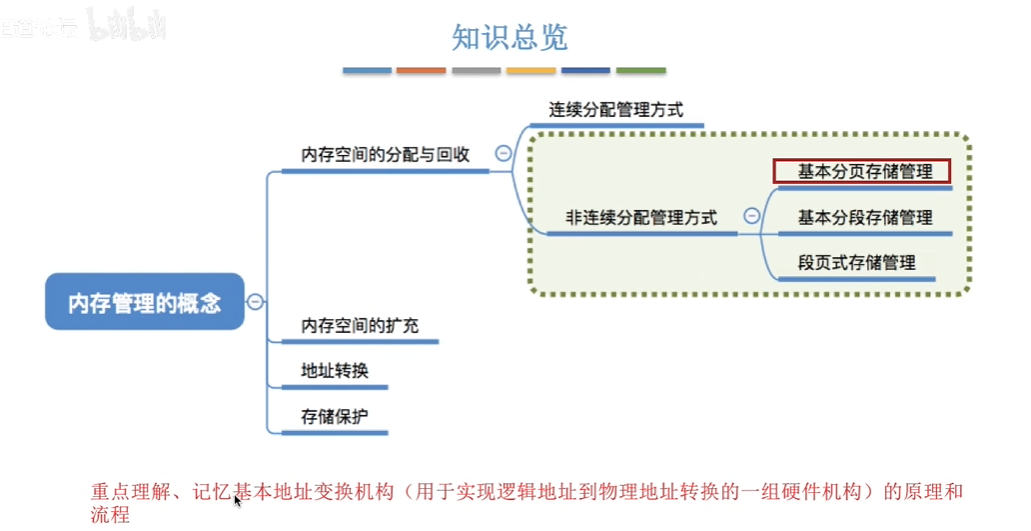 bilibili
知识总览
连续分配管理方式
内存空间的分配与回收
基本分页存储管理
非连续分配管理方式
基本分段存储管理
段页式存储管理
内存管理的概念
内存空间的扩充
地址转换
存储保护
重点理解、记忆基本地址变换机构（用于实现逻辑地址到物理地址转换的一组硬件机构）的原理和
流程